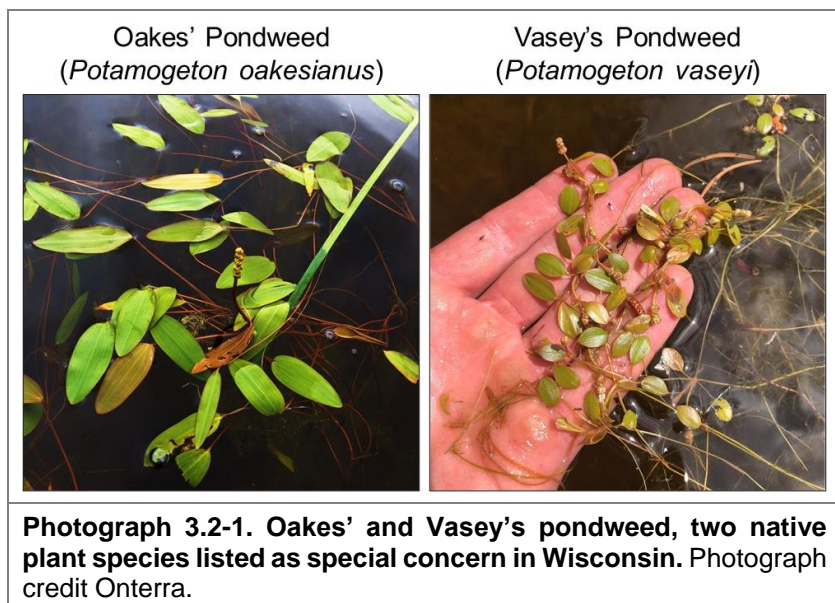 Oakes' Pondweed
(Potamogeton oakesianus)
Vasey's Pondweed
(Potamogeton vaseyi)
Photograph 3.2-1. Oakes' and Vasey's pondweed, two native
plant species listed as special concern in Wisconsin. Photograph
credit Onterra.